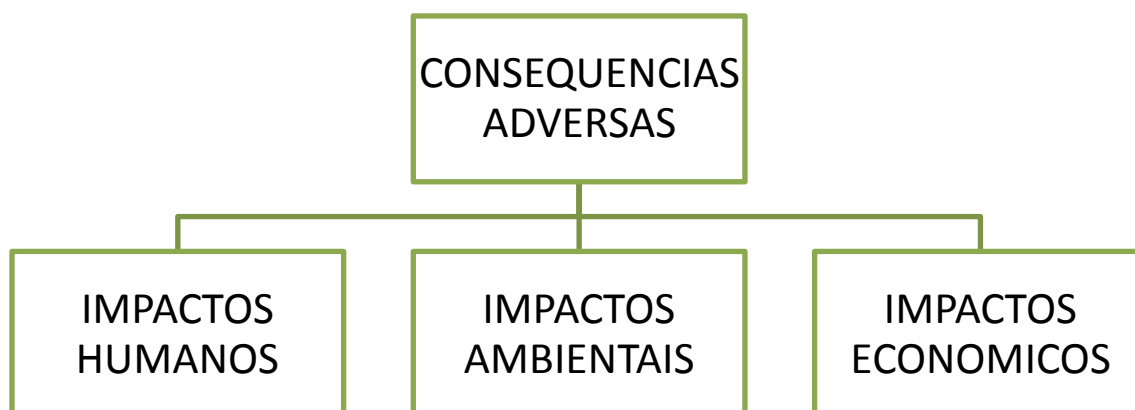 CONSEQUENCIAS
ADVERSAS
IMPACTOS
HUMANOS
IMPACTOS
AMBIENTAIS
IMPACTOS
ECONOMICOS